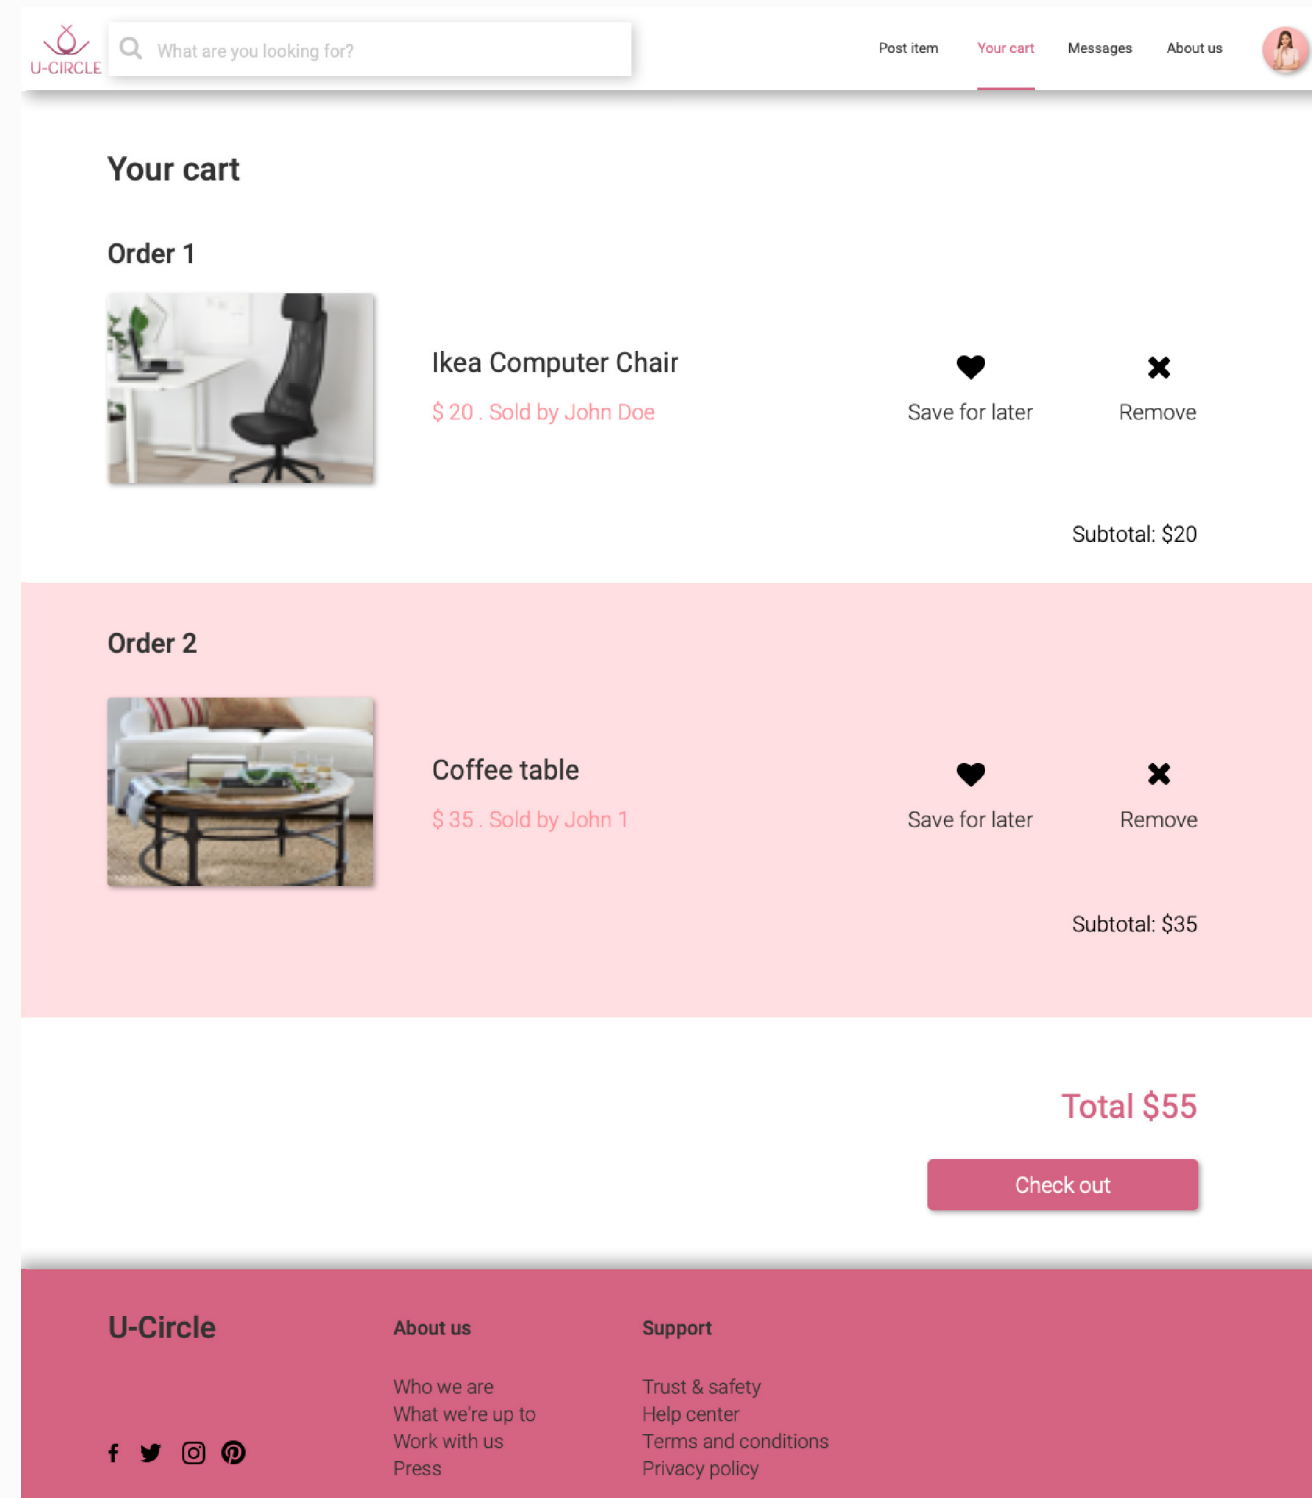 U-CIRCLE
What are you looking for?
Post item
Your cart
Messages
About us
Your cart
Order 1
Ikea Computer Chair
$ 20 . Sold by John Doe
Save for later
Remove
Subtotal: $20
Order 2
Coffee table
$ 35 . Sold by John 1
Save for later
Remove
Subtotal: $35
Total $55
Check out
U-Circle
About us
Who we are
What we're up to
Work with us
Press
Support
Trust & safety
Help center
Terms and conditions
Privacy policy